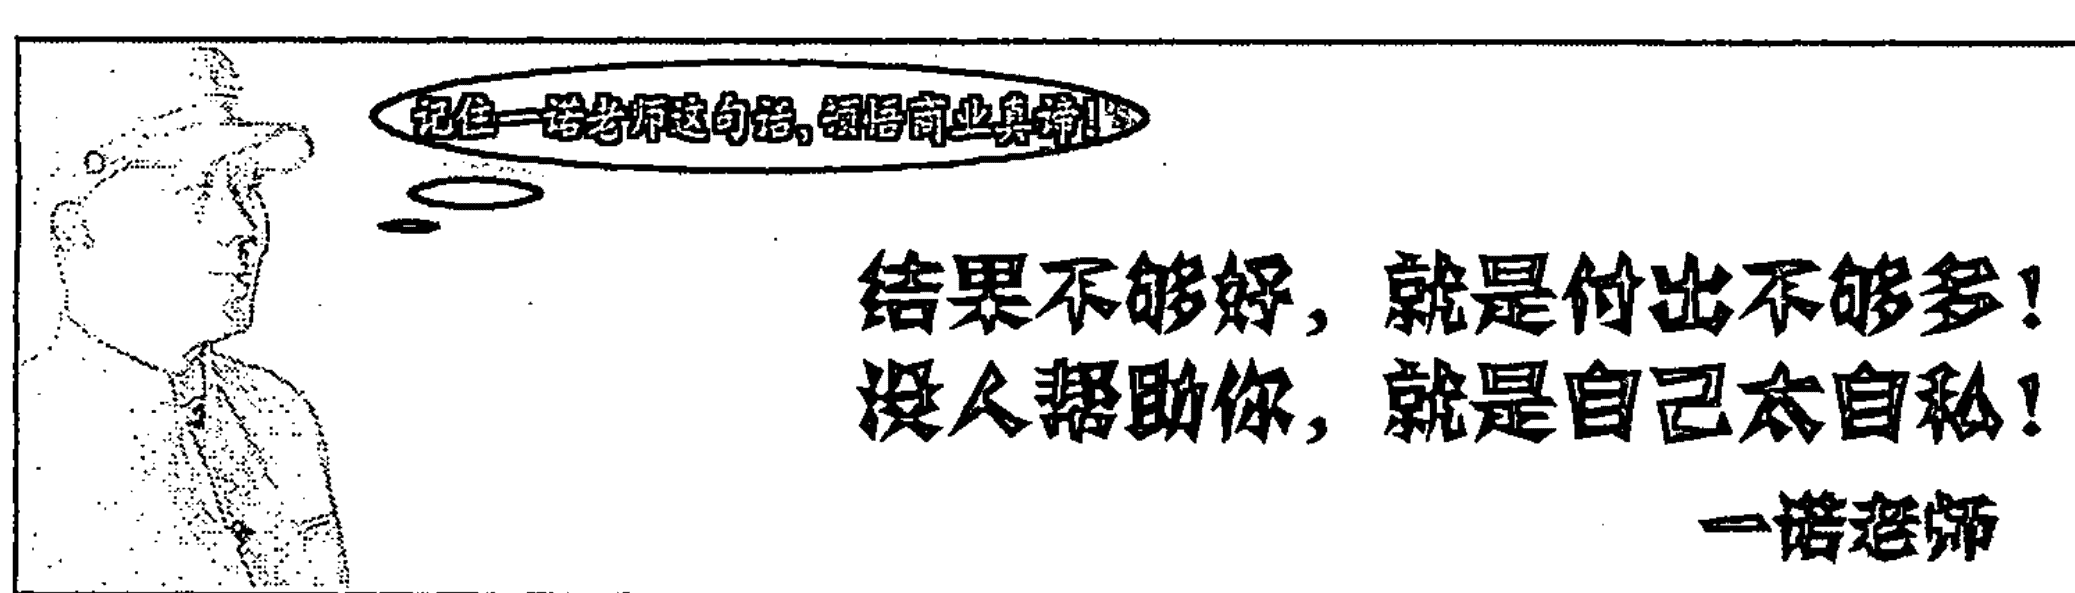 记住一诺老师这句话,领悟商业真谛!
结果不够好，就是付出不够多!
没人帮助你，就是自己太自私!
一诺老师